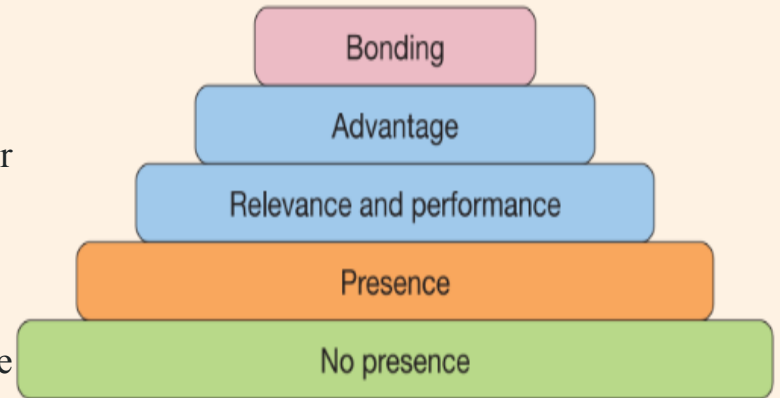 Bonding
Advantage
r
Relevance and performance
Presence
e
No presence